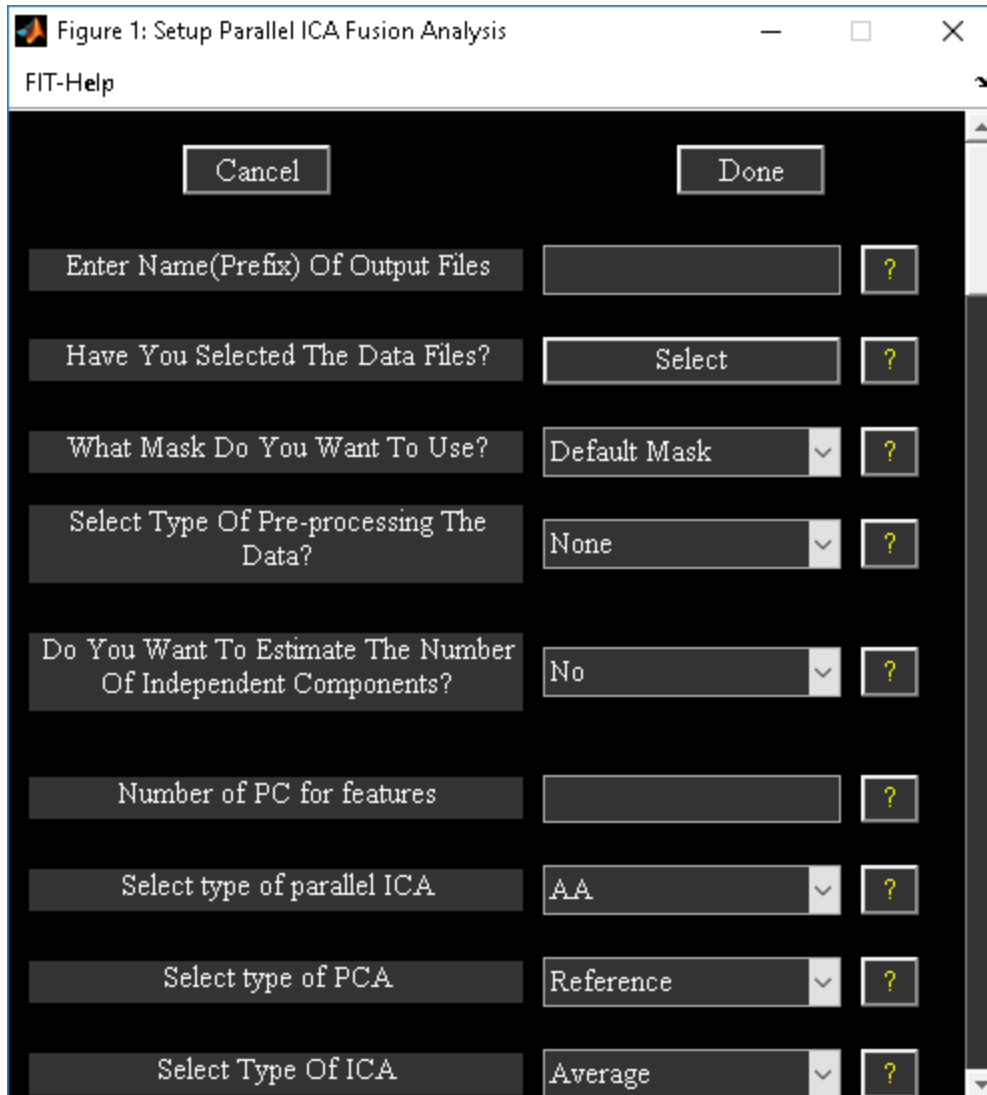 Figure 1: Setup Parallel ICA Fusion Analysis
FIT-Help
Cancel
Done
Enter Name(Prefix) Of Output Files
?
Have You Selected The Data Files?
Select
?
What Mask Do You Want To Use?
Default Mask
?
Select Type Of Pre-processing The
Data?
None
?
Do You Want To Estimate The Number
Of Independent Components?
No
?
Number of PC for features
?
Select type of parallel ICA
AA
?
Select type of PCA
Reference
?
Select Type Of ICA
Average
?